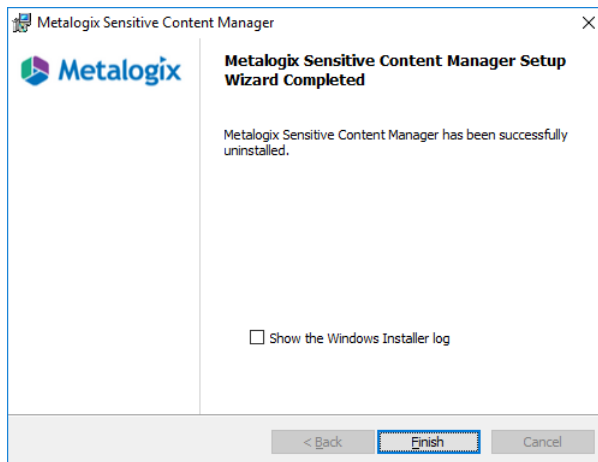 Metalogix Sensitive Content Manager
Metalogix
Metalogix Sensitive Content Manager Setup
Wizard Completed
Metalogix Sensitive Content Manager has been successfully
uninstalled.
Show the Windows Installer log
< Back
Finish
Cancel